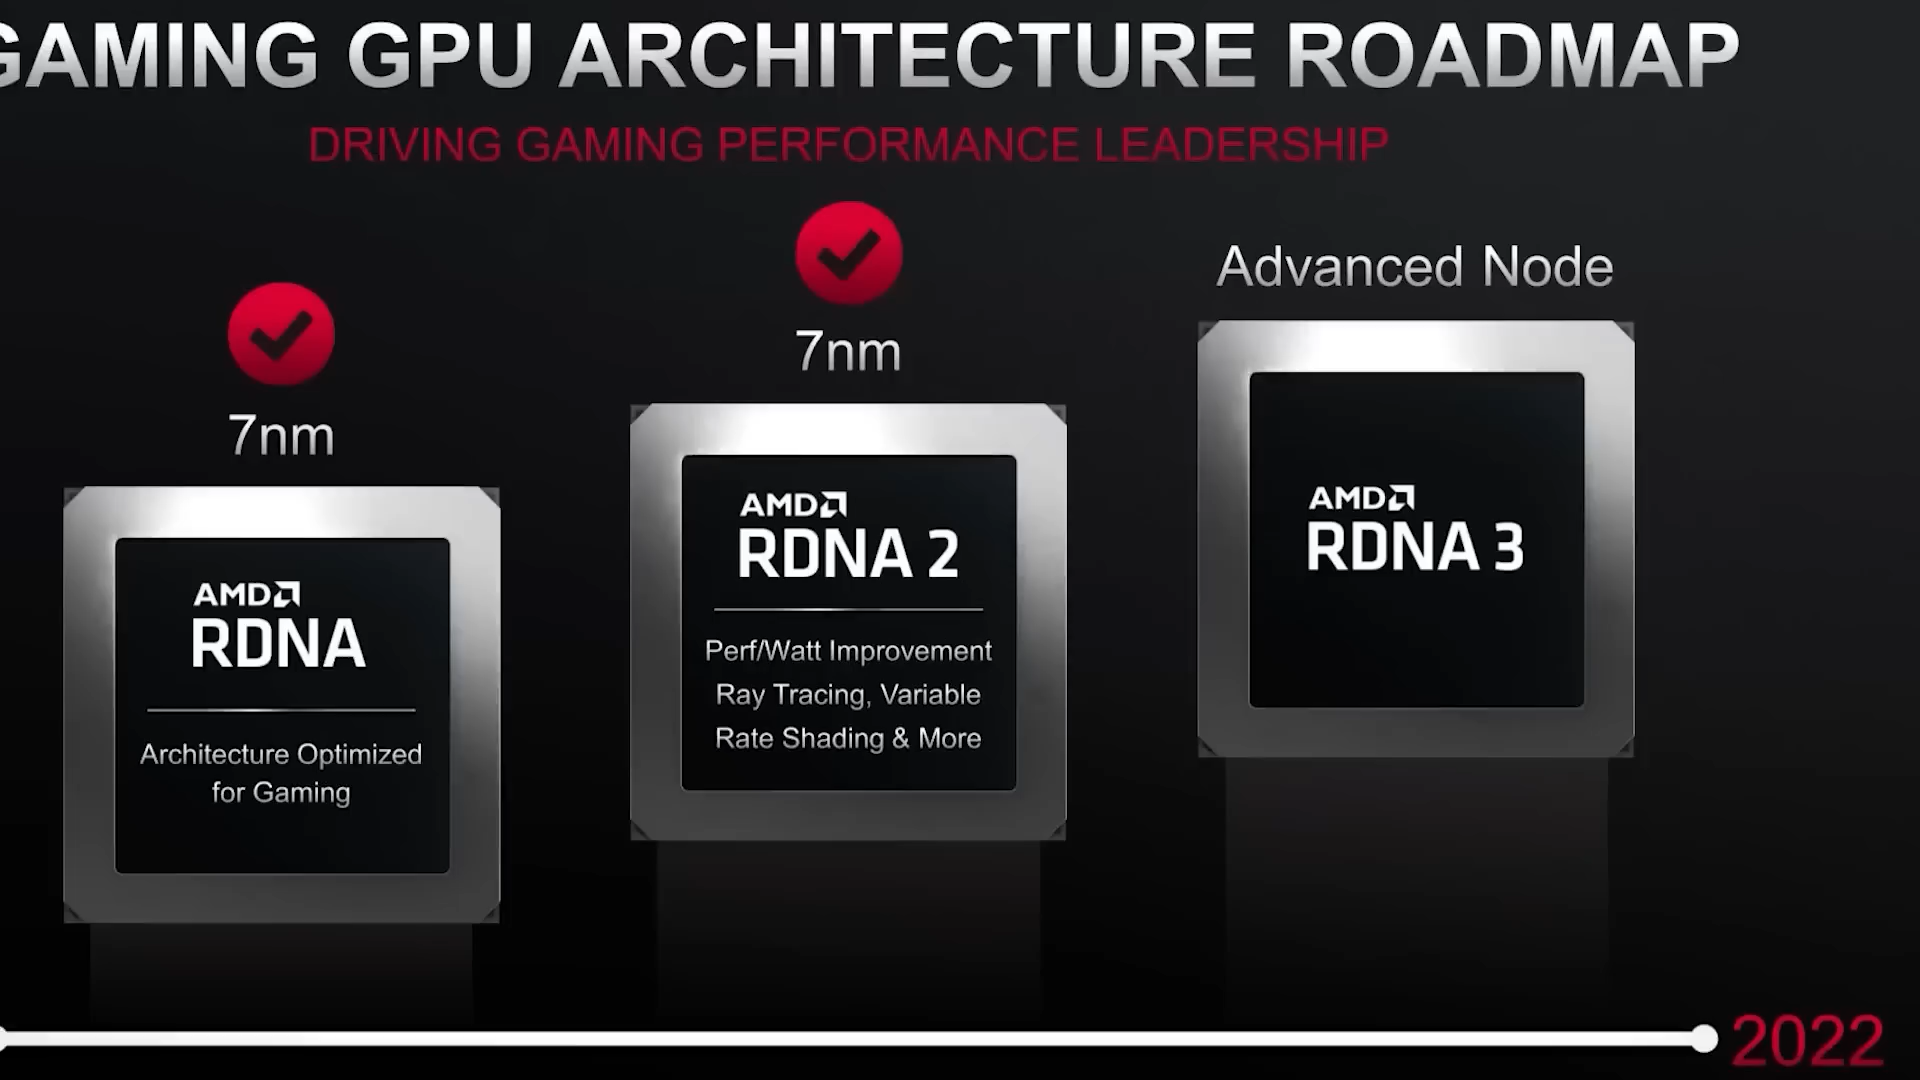 GAMING GPU ARCHITECTURE ROADMAP
DRIVING GAMING PERFORMANCE LEADERSHIP
7nm
AMD
RDNA
Architecture Optimized
for Gaming
7nm
AMD
RDNA 2
Perf/Watt Improvement
Ray Tracing, Variable
Rate Shading & More
Advanced Node
AMD
RDNA 3
2022